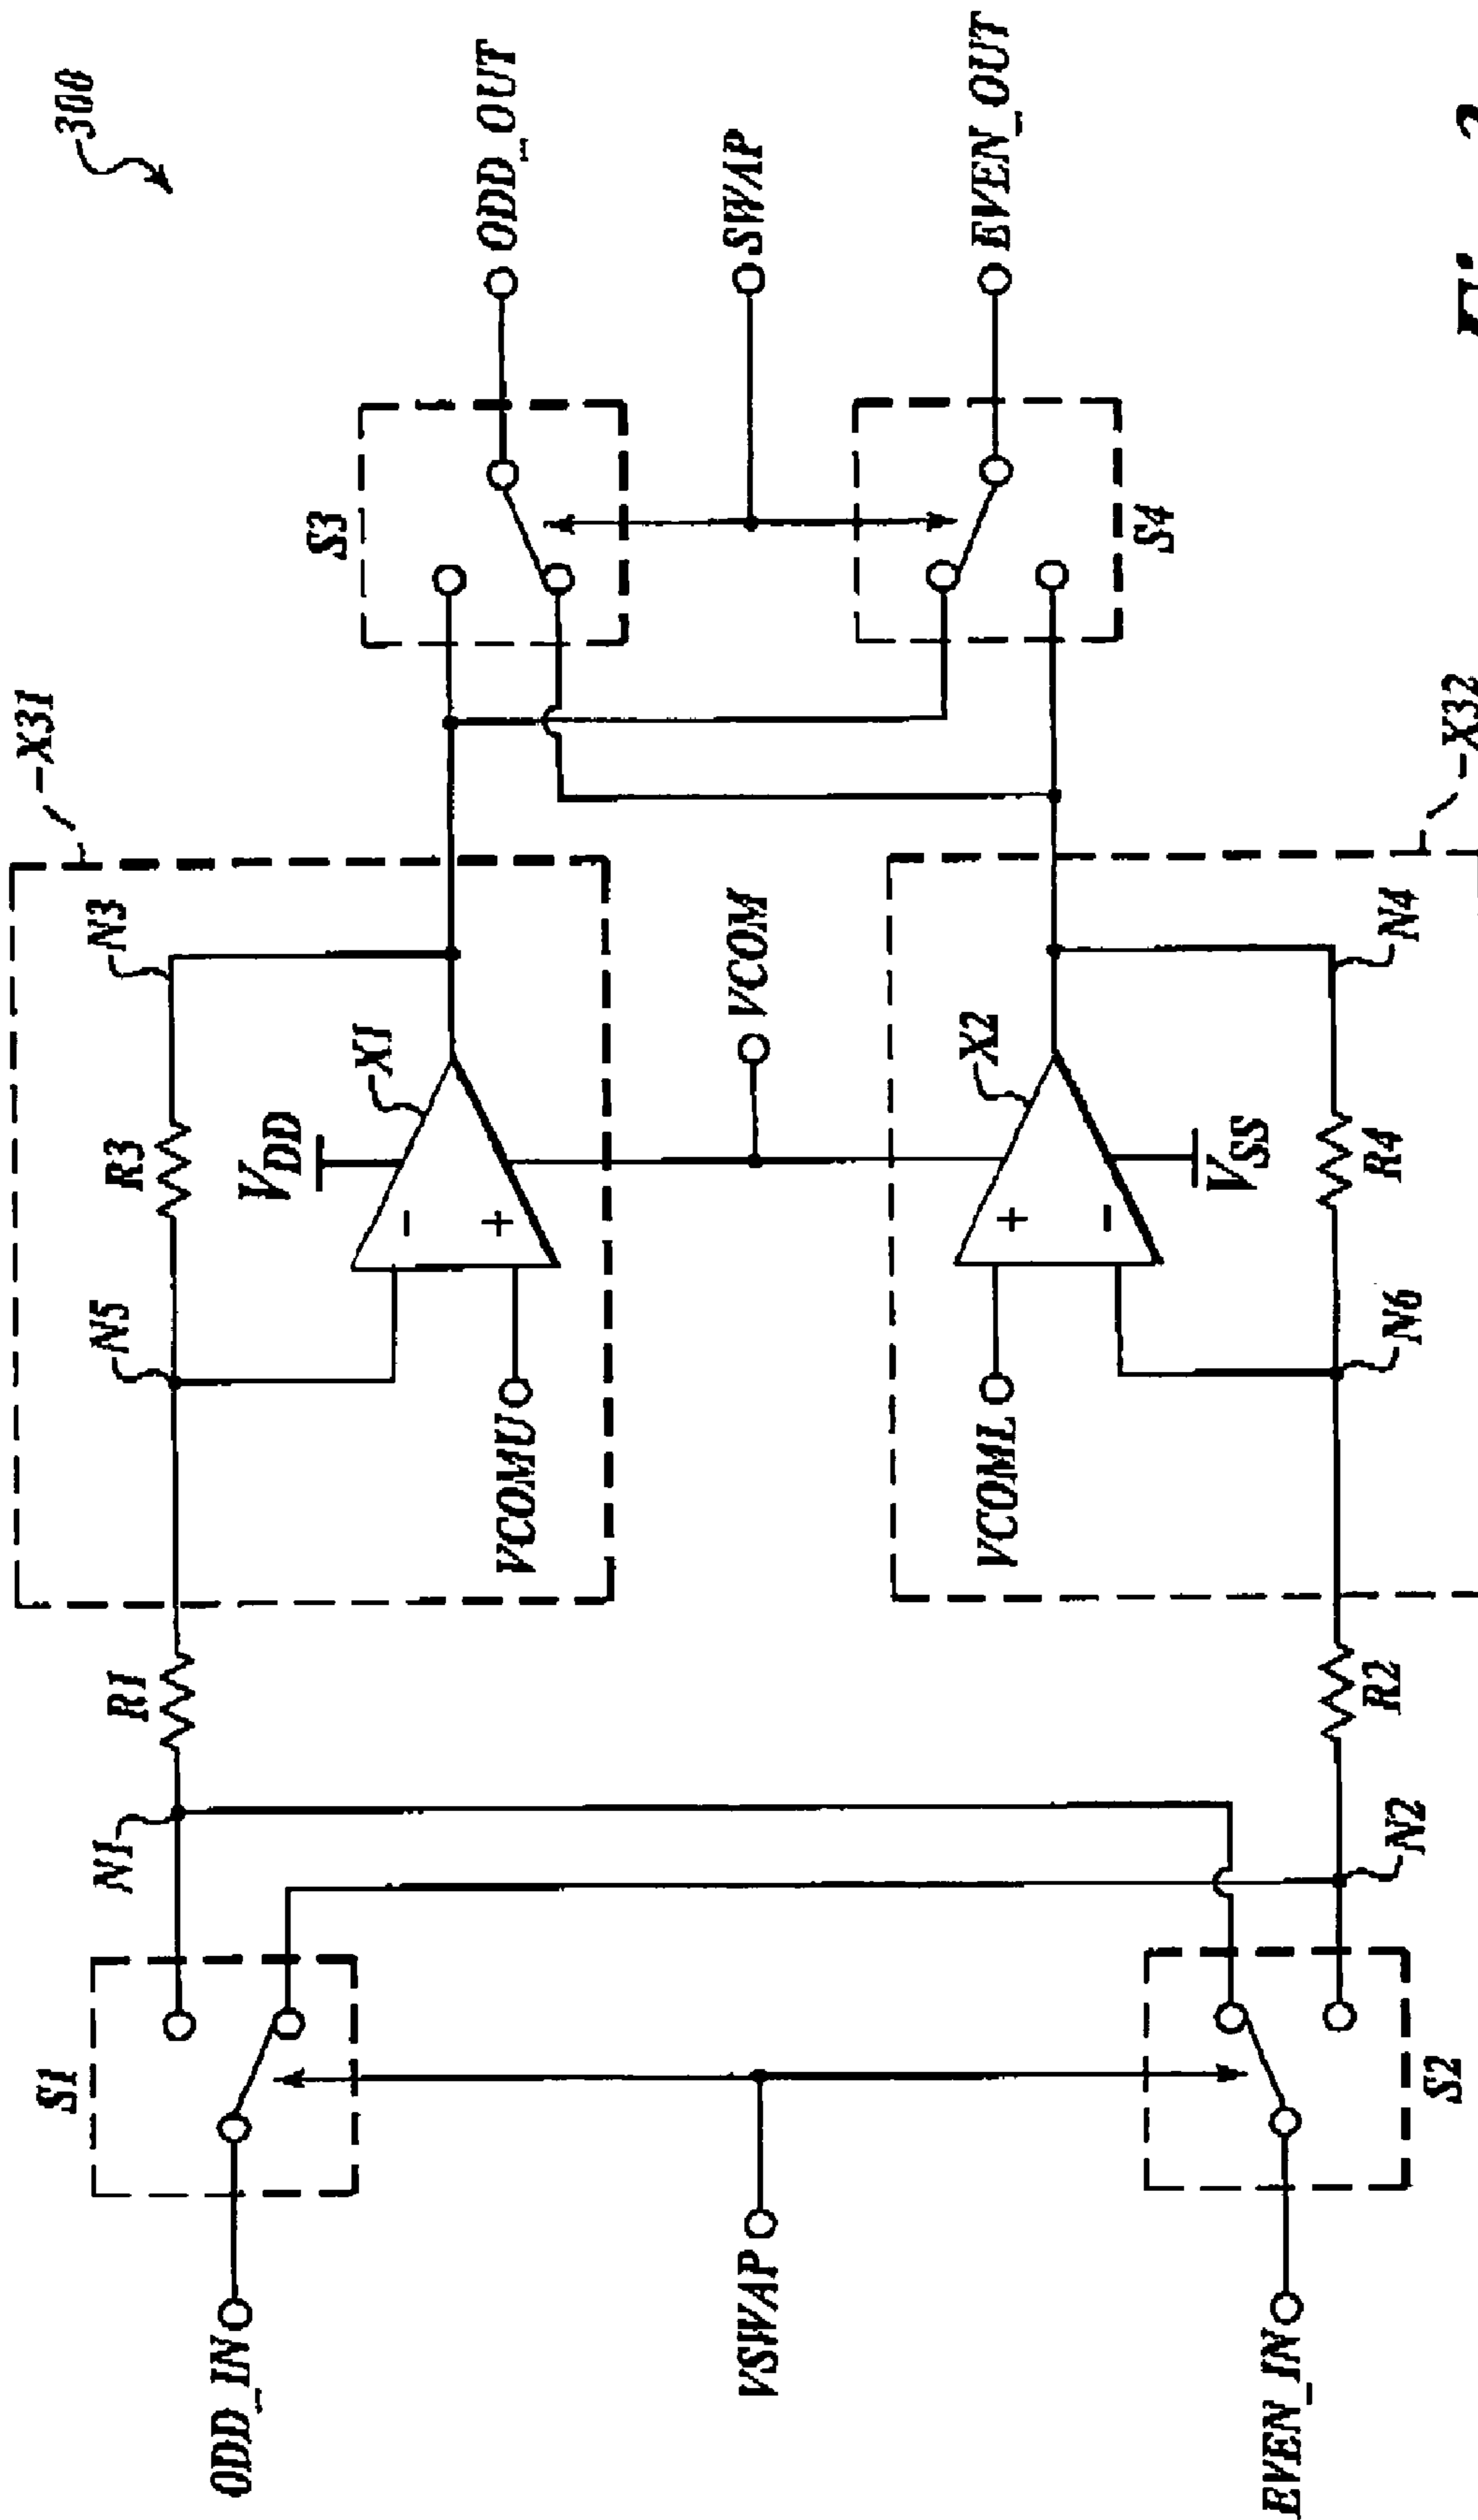 300
X31
N5
R3
N3
VDD
X1
S1
N1
R1
S3
ODD_IN
VCOMU
ODD_OUT
VSWAP
VCOM
SWAP
VCOML
X2
EVEN_OUT
VSS
S4
EVEN_IN
R2
R4
N2
N6
N4
S2
X32